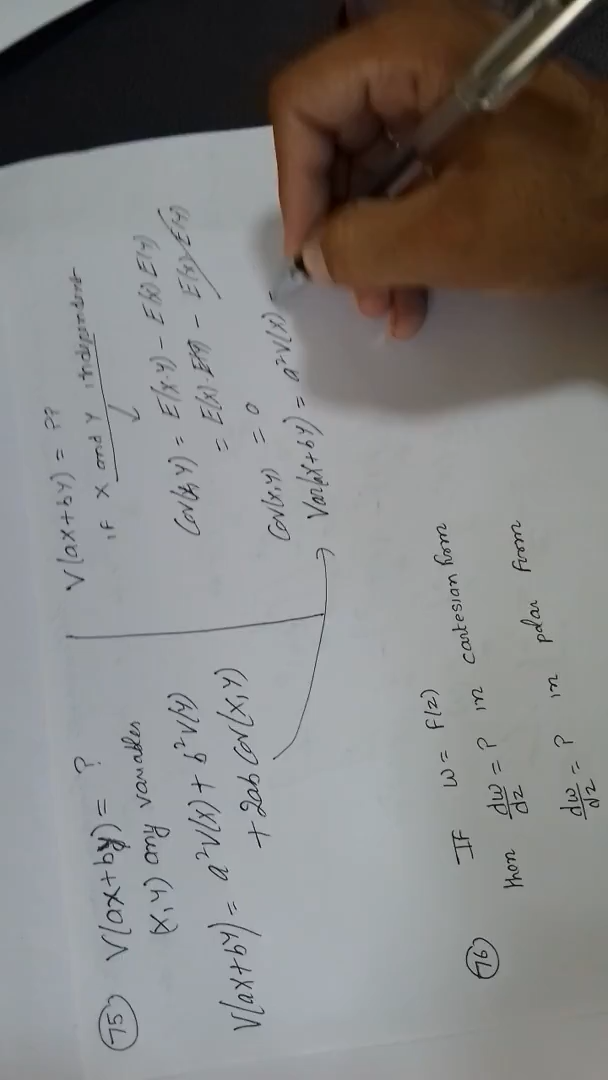 (75) V(ax+by) = ?
(x,y) any variables
V(ax+by) = a²V(x) + b²V(y)
+ 2ab Cov(x,y)
V(ax+by) = ??
if x and y independent
Cov(x,y) = E(x.y) - E(x) E(y)
= E(x).E(y) - E(x).E(y)
Cov(x,y) = 0
Var(ax+by) = a²V(x)
(76) IF w = f(z)
then dw/dz = ? in cartesian form
dw/dz = ? in polar form